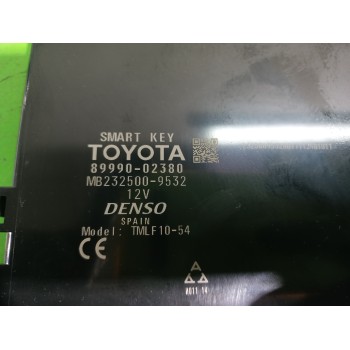 SMART KEY
TOYOTA
89990-02380
MB232500-9532
12V
DENSO
SPAIN
Model: TMLF10-54
CE